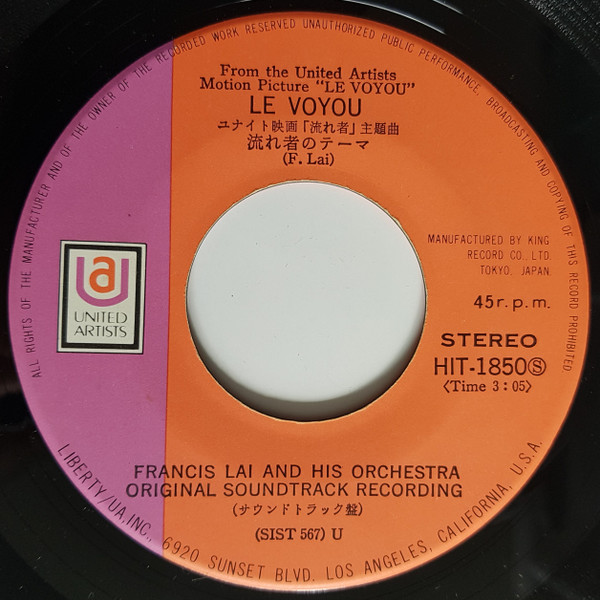 ALL RIGHTS OF THE MANUFACTURER AND OF THE OWNER OF THE RECORDED WORK RESERVED UNAUTHORIZED PUBLIC PERFORMANCE, BROADCASTING AND COPYING OF THIS RECORD PROHIBITED
From the United Artists
Motion Picture “LE VOYOU”
LE VOYOU
ユナイト映画「流れ者」主題曲
流れ者のテーマ
(F. Lai)
MANUFACTURED BY KING
RECORD CO., LTD.
TOKYO, JAPAN.
45 r. p. m.
ua
UNITED
ARTISTS
STEREO
HIT-1850Ⓢ
〈Time 3 : 05〉
FRANCIS LAI AND HIS ORCHESTRA
ORIGINAL SOUNDTRACK RECORDING
(サウンドトラック盤)
(SIST 567) U
LIBERTY/UA, INC., 6920 SUNSET BLVD. LOS ANGELES, CALIFORNIA, U.S.A.